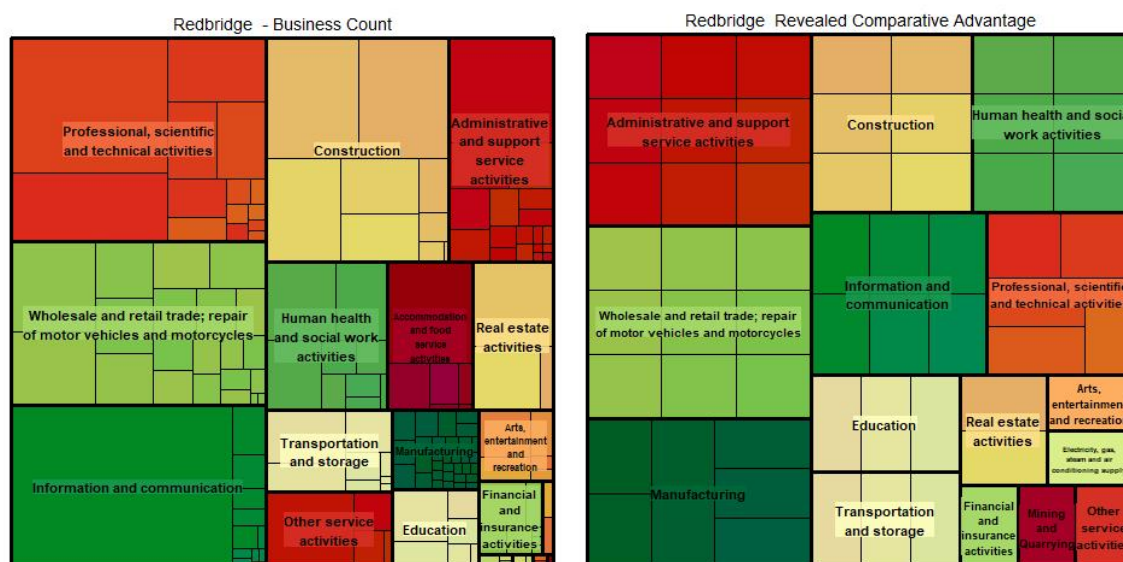 Redbridge - Business Count
Professional, scientific
and technical activities
Construction
Administrative
and support
service
activities
Wholesale and retail trade; repair
of motor vehicles and motorcycles
Human health
and social work
activities
Accommodation
and food
service
activities
Real estate
activities
Information and communication
Transportation
and storage
Manufacturing
Arts,
entertainment
and
recreation
Other service
activities
Education
Financial
and
insurance
activities
Redbridge Revealed Comparative Advantage
Administrative and support
service activities
Construction
Human health and social
work activities
Wholesale and retail trade; repair
of motor vehicles and motorcycles
Information and
communication
Professional, scientific
and technical activities
Manufacturing
Education
Real estate
activities
Arts,
entertainment
and recreation
Electricity, gas,
steam and air
conditioning supply
Transportation
and storage
Financial
and
insurance
activities
Mining
and
Quarrying
Other
service
activities